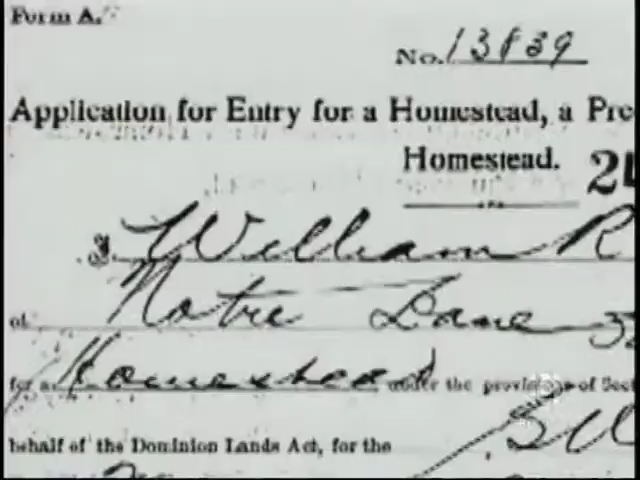 Form A.
No. 13839
Application for Entry for a Homestead, a Pre
Homestead.
I, William R
of Notre Lane
for a Homestead under the provisions of Sec
behalf of the Dominion Lands Act, for the